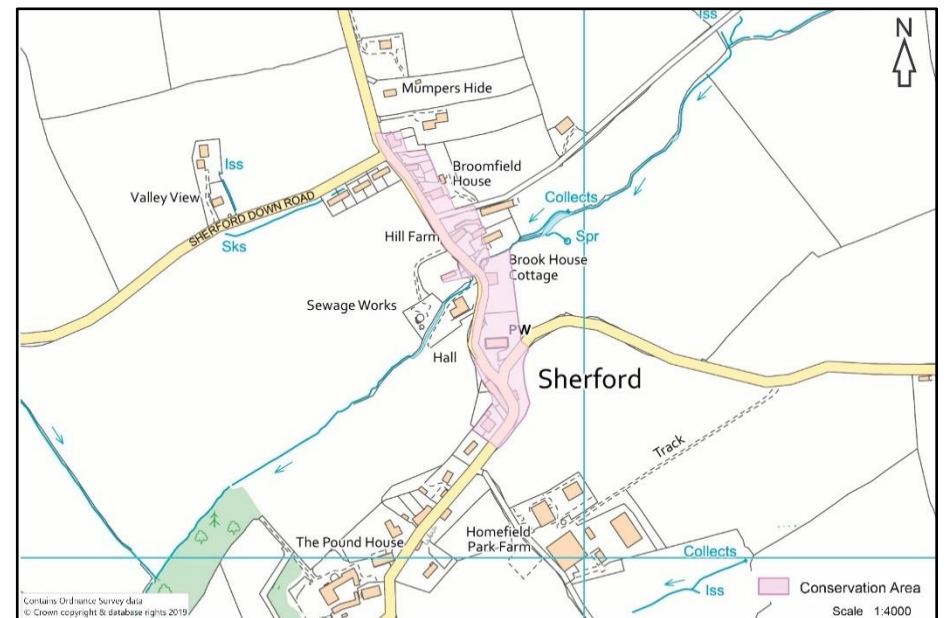 Iss
N
Mumpers Hide
Iss
Broomfield
House
Valley View
Collects
SHERFORD DOWN ROAD
Hill Farm
Spr
Sks
Brook House
Cottage
Sewage Works
PW
Hall
Sherford
Track
The Pound House
Homefield
Park Farm
Collects
Iss
Conservation Area
Contains Ordnance Survey data
© Crown copyright & database rights 2019
Scale 1:4000